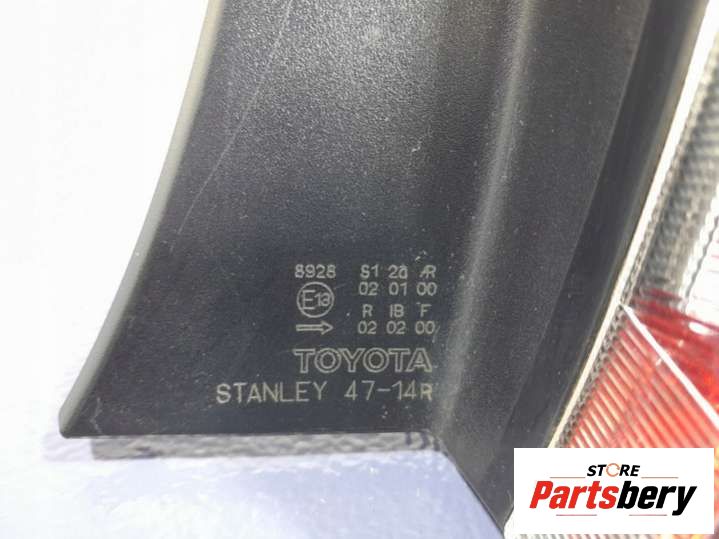 8928 S1 2a AR
E13 02 01 00
R IB F
02 02 00
TOYOTA
STANLEY 47-14R
STORE
Partsbery